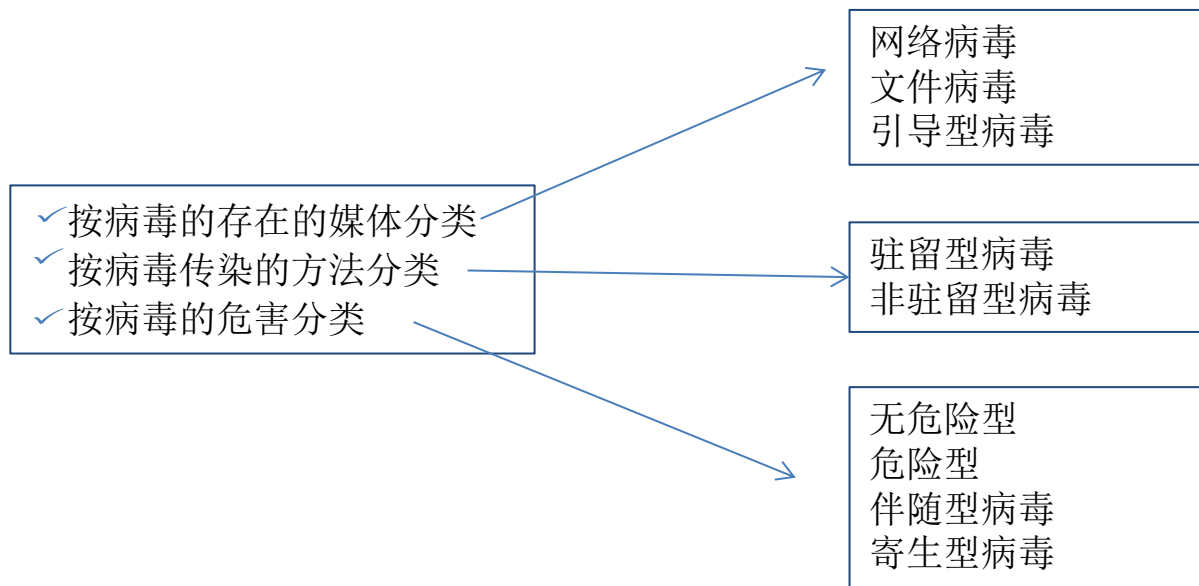 按病毒的存在的媒体分类
按病毒传染的方法分类
按病毒的危害分类
网络病毒
文件病毒
引导型病毒
驻留型病毒
非驻留型病毒
无危险型
危险型
伴随型病毒
寄生型病毒